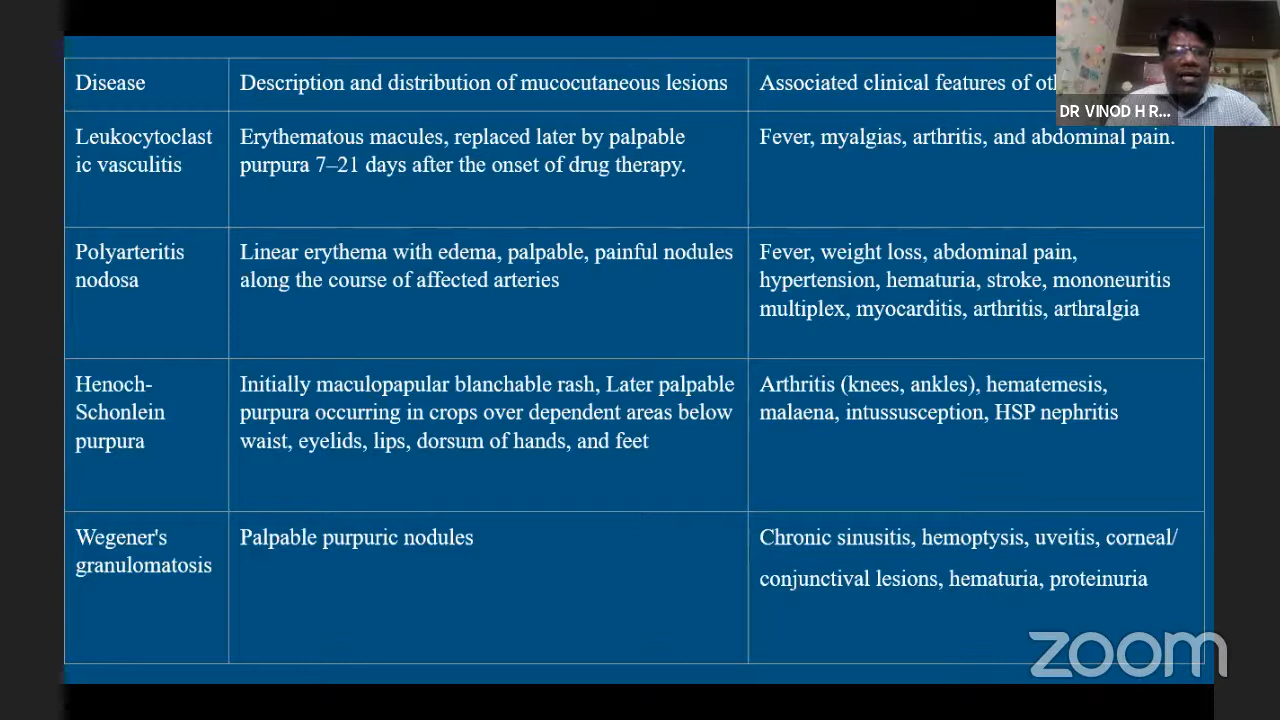 Disease
Description and distribution of mucocutaneous lesions
Associated clinical features of
DR VINOD H R...
Leukocytoclast
ic vasculitis
Erythematous macules, replaced later by palpable
purpura 7–21 days after the onset of drug therapy.
Fever, myalgias, arthritis, and abdominal pain.
Polyarteritis
nodosa
Linear erythema with edema, palpable, painful nodules
along the course of affected arteries
Fever, weight loss, abdominal pain,
hypertension, hematuria, stroke, mononeuritis
multiplex, myocarditis, arthritis, arthralgia
Henoch-
Schonlein
purpura
Initially maculopapular blanchable rash, Later palpable
purpura occurring in crops over dependent areas below
waist, eyelids, lips, dorsum of hands, and feet
Arthritis (knees, ankles), hematemesis,
malaena, intussusception, HSP nephritis
Wegener's
granulomatosis
Palpable purpuric nodules
Chronic sinusitis, hemoptysis, uveitis, corneal/
conjunctival lesions, hematuria, proteinuria
zoom